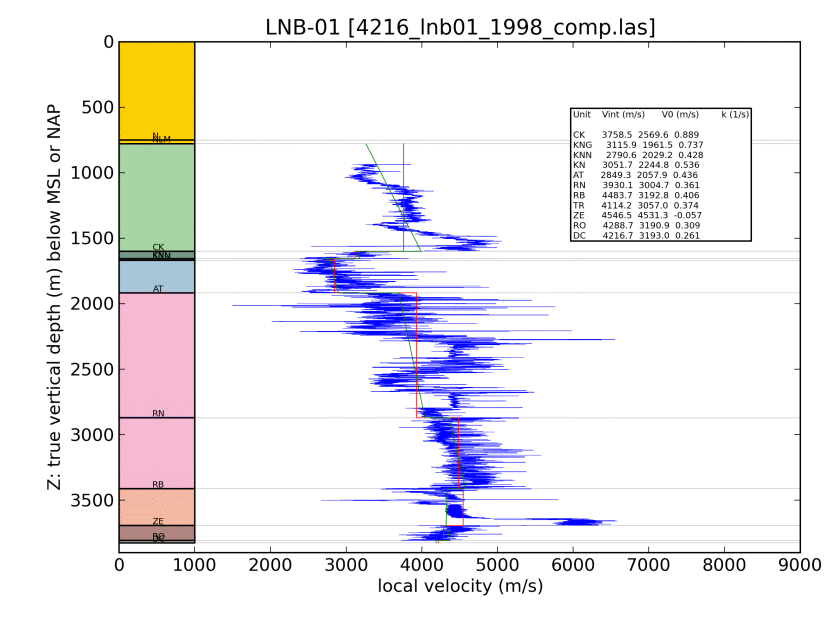 LNB-01 [4216_lnb01_1998_comp.las]
Z: true vertical depth (m) below MSL or NAP
0
500
1000
1500
2000
2500
3000
3500
N
NLM
CK
KNN
AT
RN
RB
ZE
RO
DC
Unit Vint (m/s) V0 (m/s) k (1/s)
CK 3758.5 2569.6 0.889
KNG 3115.9 1961.5 0.737
KNN 2790.6 2029.2 0.428
KN 3051.7 2244.8 0.536
AT 2849.3 2057.9 0.436
RN 3930.1 3004.7 0.361
RB 4483.7 3192.8 0.406
TR 4114.2 3057.0 0.374
ZE 4546.5 4531.3 -0.057
RO 4288.7 3190.9 0.309
DC 4216.7 3193.0 0.261
0 1000 2000 3000 4000 5000 6000 7000 8000 9000
local velocity (m/s)